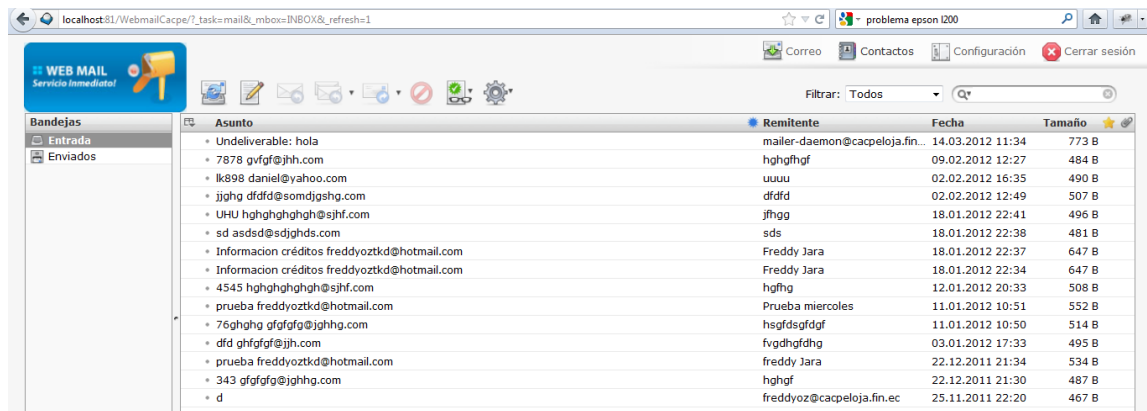 localhost:81/WebmailCacpe/?_task=mail&_mbox=INBOX&_refresh=1
problema epson l200
WEB MAIL
Servicio Inmediato!
Correo Contactos Configuración Cerrar sesión
Filtrar: Todos
Bandejas
Entrada
Enviados
Asunto Remitente Fecha Tamaño
Undeliverable: hola mailer-daemon@cacpeloja.fin... 14.03.2012 11:34 773 B
7878 gvfgf@jhh.com hghgfhgf 09.02.2012 12:27 484 B
lk898 daniel@yahoo.com uuuu 02.02.2012 16:35 490 B
jjghg dfdfd@somdjgshg.com dfdfd 02.02.2012 12:49 507 B
UHU hghghghghgh@sjhf.com jfhgg 18.01.2012 22:41 496 B
sd asdsd@sdjghds.com sds 18.01.2012 22:38 481 B
Informacion créditos freddyoztkd@hotmail.com Freddy Jara 18.01.2012 22:37 647 B
Informacion créditos freddyoztkd@hotmail.com Freddy Jara 18.01.2012 22:34 647 B
4545 hghghghghgh@sjhf.com hgfhg 12.01.2012 20:33 508 B
prueba freddyoztkd@hotmail.com Prueba miercoles 11.01.2012 10:51 552 B
76ghghg gfgfgfg@jghhg.com hsgfdsgfdgf 11.01.2012 10:50 514 B
dfd ghfgfgf@jjh.com fvgdhgfdhg 03.01.2012 17:33 495 B
prueba freddyoztkd@hotmail.com freddy Jara 22.12.2011 21:34 534 B
343 gfgfgfg@jghhg.com hghgf 22.12.2011 21:30 487 B
d freddyoz@cacpeloja.fin.ec 25.11.2011 22:20 467 B